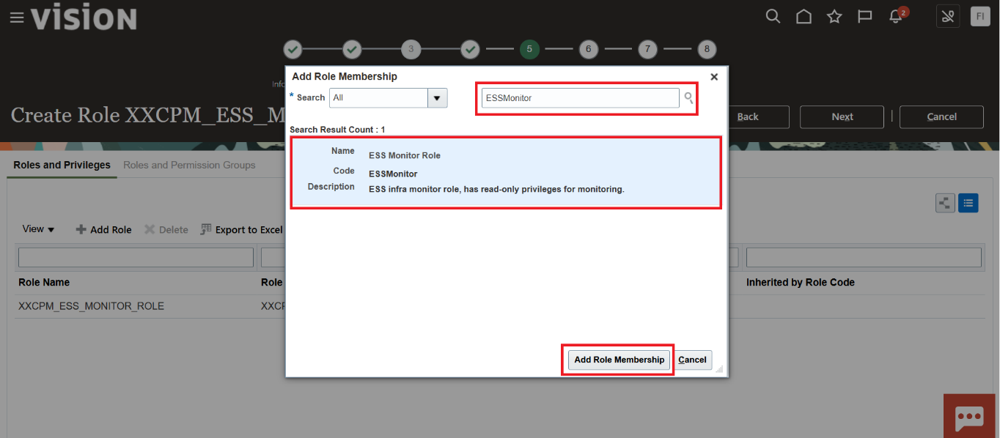 VISION
2
FI
3
5
6
7
8
Add Role Membership
Info
* Search All
ESSMonitor
Create Role XXCPM_ESS_M
Back
Next
Cancel
Search Result Count : 1
Name ESS Monitor Role
Code ESSMonitor
Description ESS infra monitor role, has read-only privileges for monitoring.
Roles and Privileges
Roles and Permission Groups
View
Add Role
Delete
Export to Excel
Role Name
Role
Inherited by Role Code
XXCPM_ESS_MONITOR_ROLE
Add Role Membership
Cancel